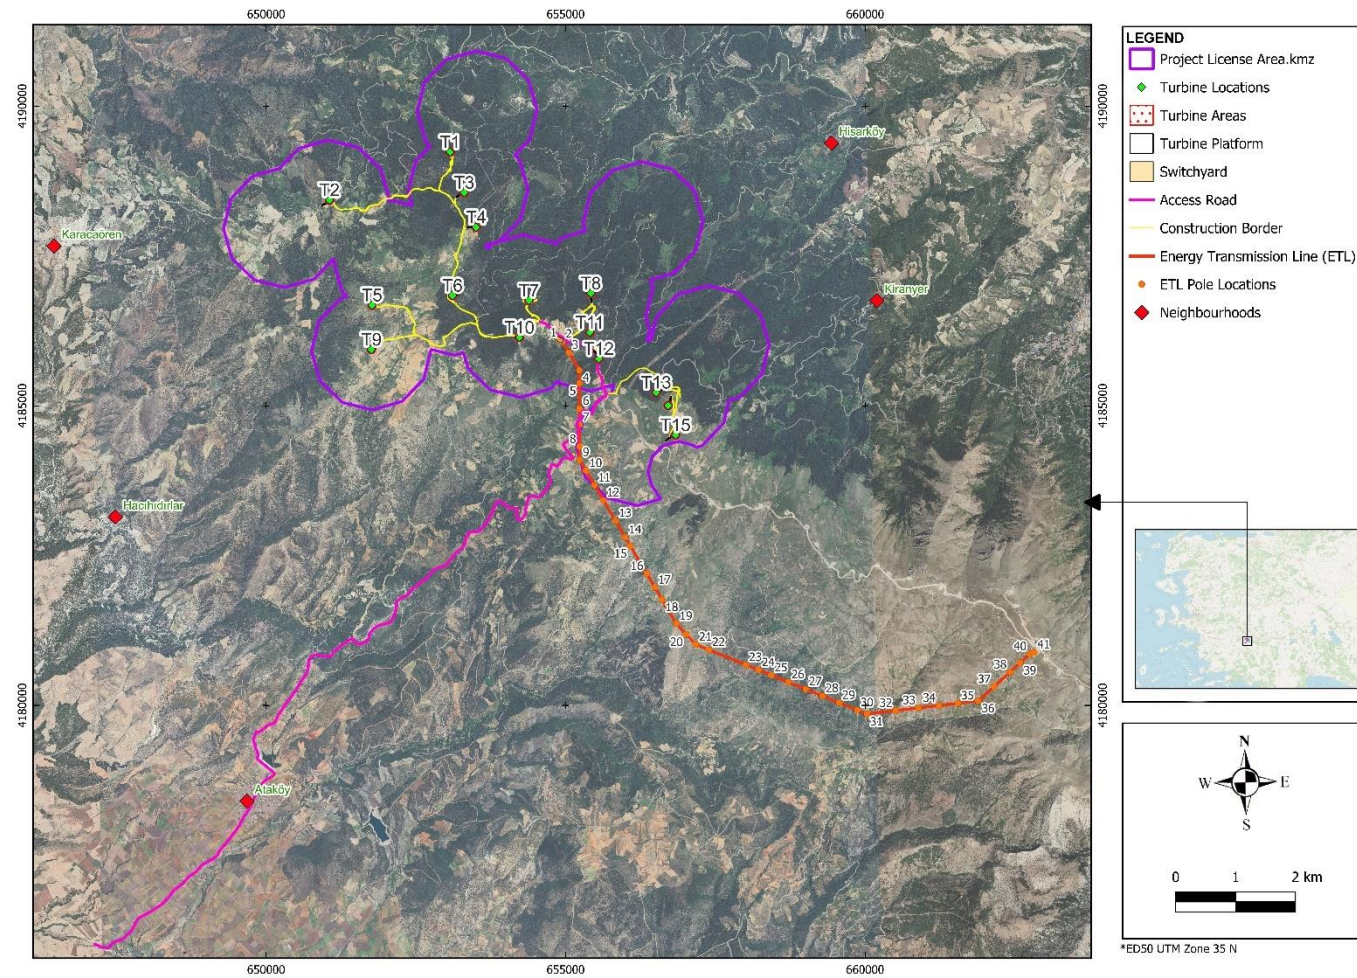 650000
655000
660000
4190000
4190000
4185000
4185000
4180000
4180000
T1
T2
T3
T4
T5
T6
T7
T8
T9
T10
T11
T12
T13
T15
Hisarköy
Karacaören
Kiranyer
Hacıhıdırlar
Ataköy
1
2
3
4
5
6
7
8
9
10
11
12
13
14
15
16
17
18
19
20
21
22
23
24
25
26
27
28
29
30
31
32
33
34
35
36
37
38
39
40
41
650000
655000
660000
LEGEND
Project License Area.kmz
Turbine Locations
Turbine Areas
Turbine Platform
Switchyard
Access Road
Construction Border
Energy Transmission Line (ETL)
ETL Pole Locations
Neighbourhoods
N
W
E
S
0 1 2 km
*ED50 UTM Zone 35 N